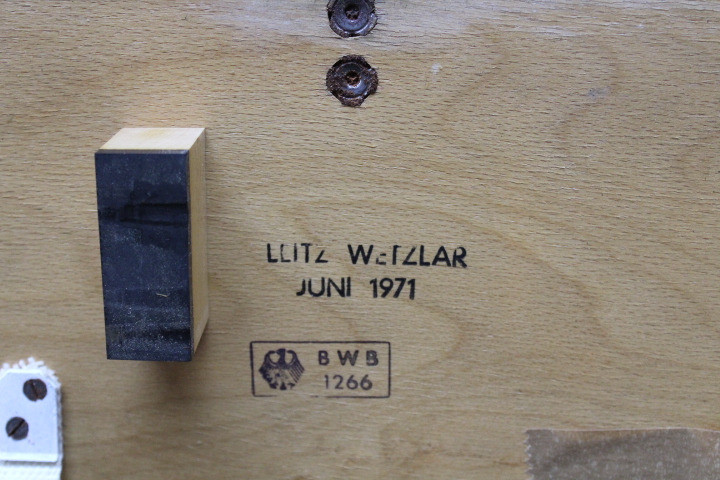 LEITZ WETZLAR
JUNI 1971
BWB
1266